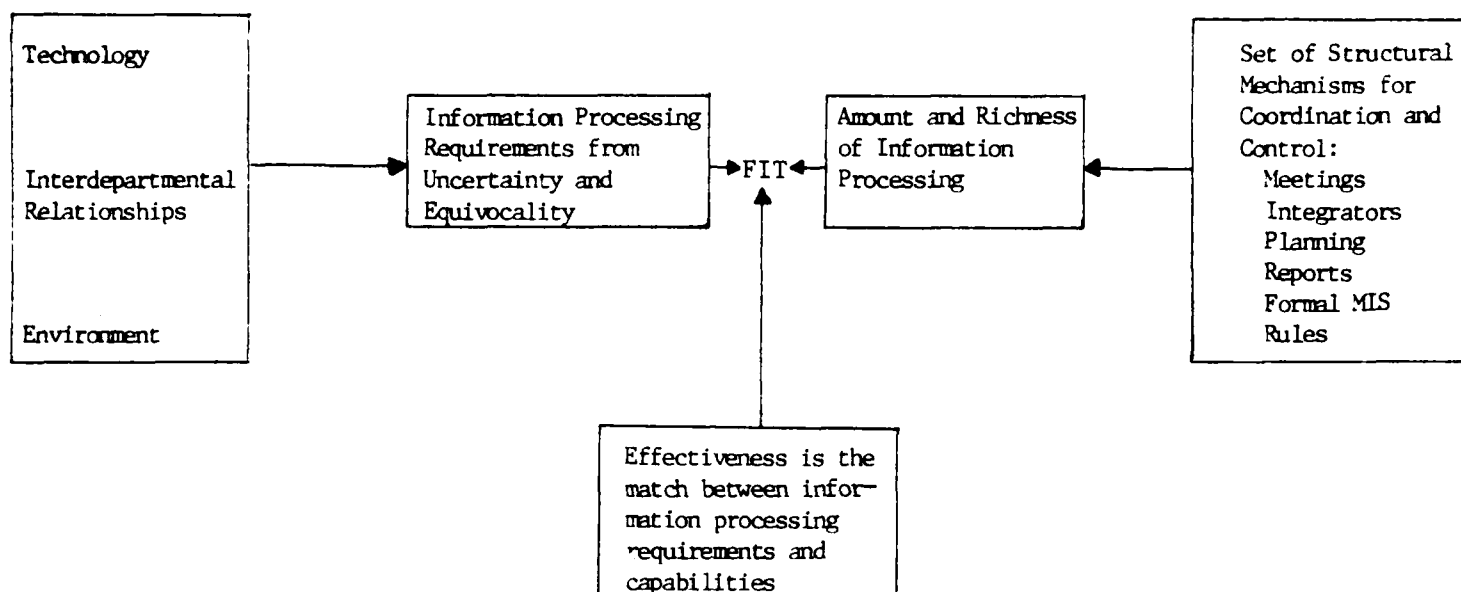 Technology
Interdepartmental
Relationships
Environment
Information Processing
Requirements from
Uncertainty and
Equivocality
FIT
Amount and Richness
of Information
Processing
Set of Structural
Mechanisms for
Coordination and
Control:
Meetings
Integrators
Planning
Reports
Formal MIS
Rules
Effectiveness is the
match between infor-
mation processing
requirements and
capabilities